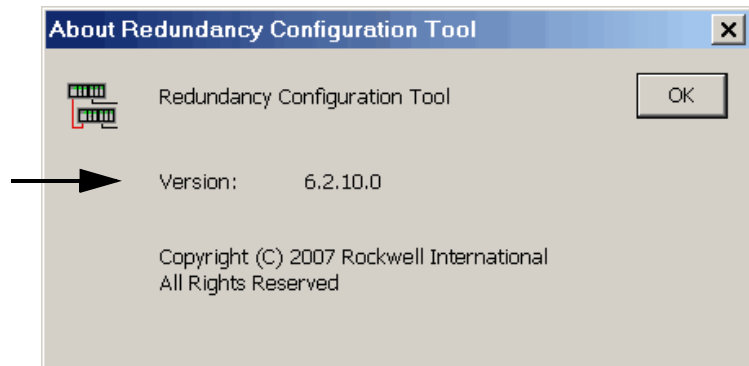 About Redundancy Configuration Tool
Redundancy Configuration Tool
OK
Version: 6.2.10.0
Copyright (C) 2007 Rockwell International
All Rights Reserved